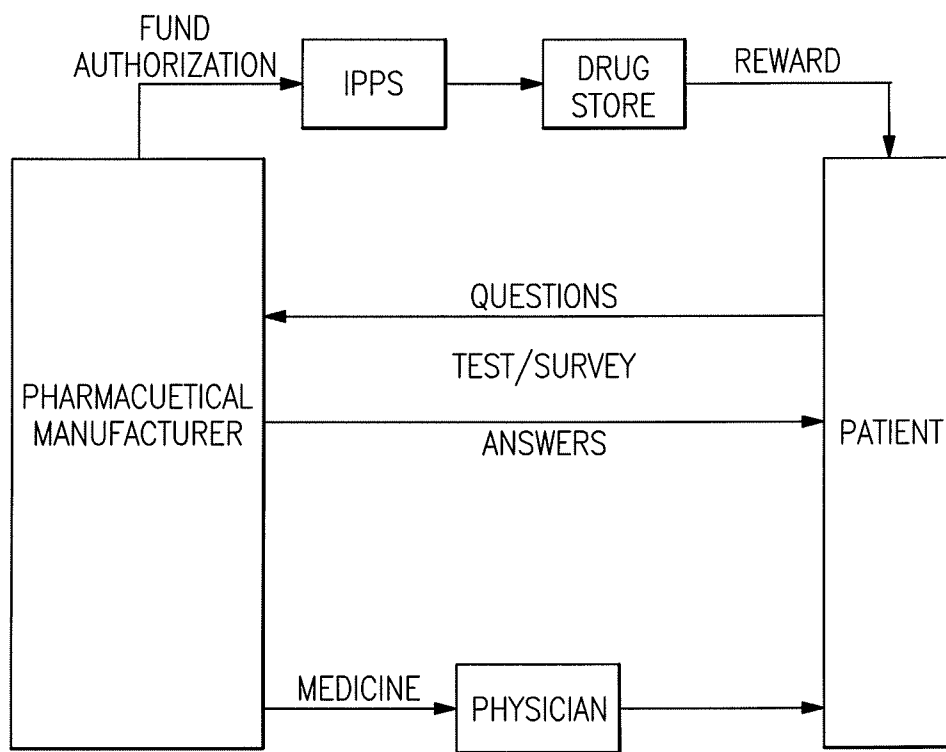 FUND
AUTHORIZATION
IPPS
DRUG
STORE
REWARD
QUESTIONS
TEST/SURVEY
PHARMACUETICAL
MANUFACTURER
ANSWERS
PATIENT
MEDICINE
PHYSICIAN